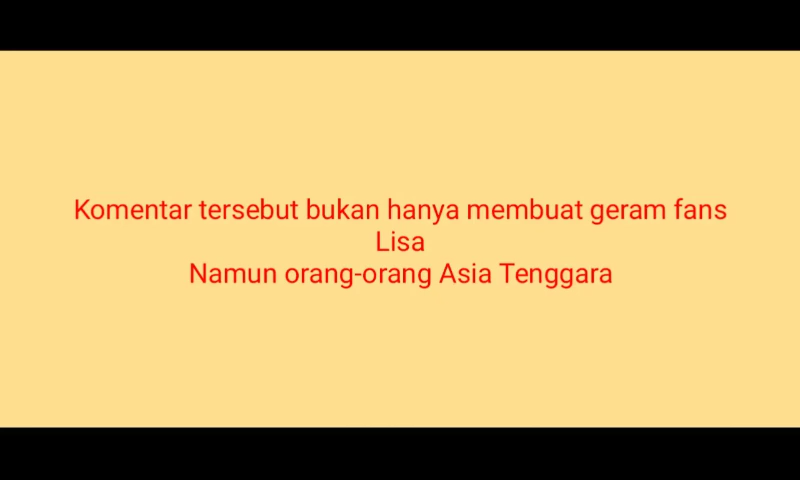 Komentar tersebut bukan hanya membuat geram fans
Lisa
Namun orang-orang Asia Tenggara